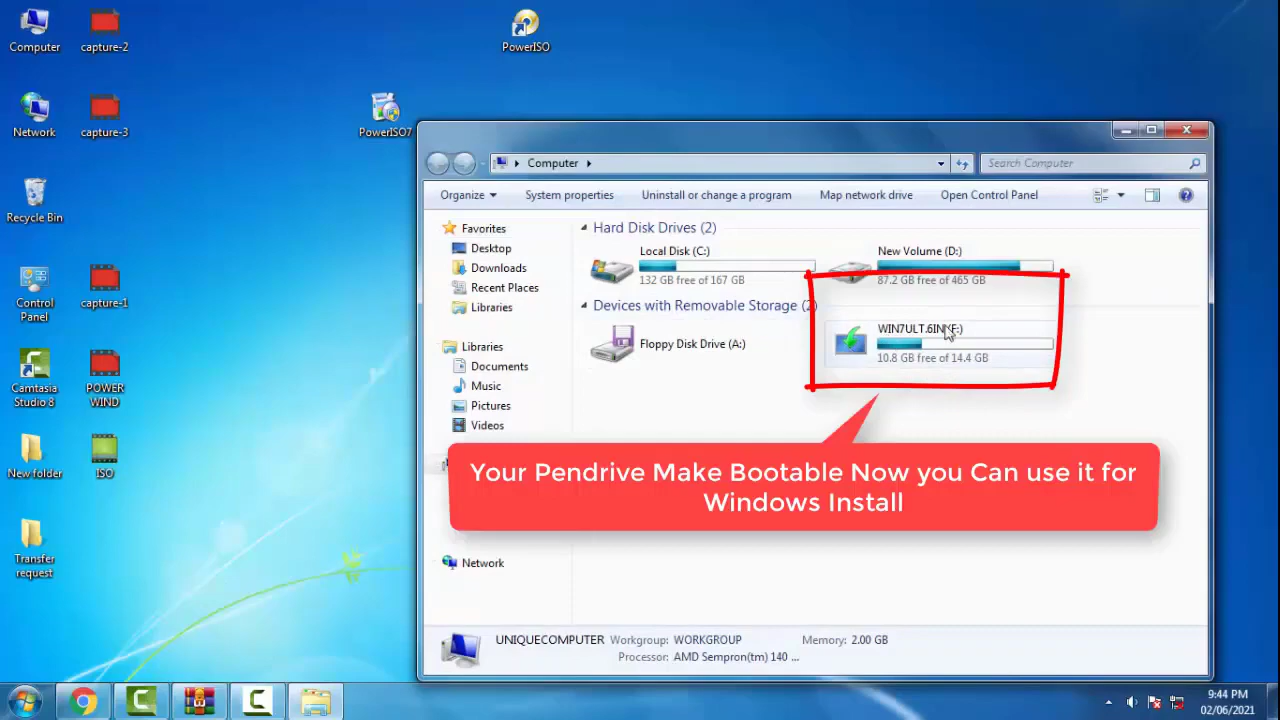 Computer
capture-2
PowerISO
Network
capture-3
PowerISO7
Recycle Bin
Control
Panel
capture-1
Camtasia
Studio 8
POWER
WIND
New folder
ISO
Transfer
request
Computer
Search Computer
Organize
System properties
Uninstall or change a program
Map network drive
Open Control Panel
Favorites
Desktop
Downloads
Recent Places
Libraries
Libraries
Documents
Music
Pictures
Videos
Network
Hard Disk Drives (2)
Local Disk (C:)
132 GB free of 167 GB
New Volume (D:)
87.2 GB free of 465 GB
Devices with Removable Storage (2)
Floppy Disk Drive (A:)
10.8 GB free of 14.4 GB
Your Pendrive Make Bootable Now you Can use it for
Windows Install
UNIQUECOMPUTER Workgroup: WORKGROUP Memory: 2.00 GB
Processor: AMD Sempron(tm) 140 ...
9:44 PM
02/06/2021